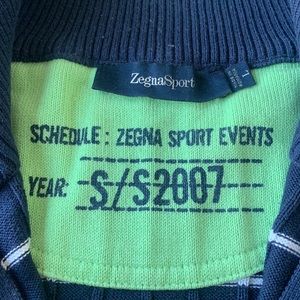 ZegnaSport
L
SCHEDULE : ZEGNA SPORT EVENTS
YEAR: S/S2007